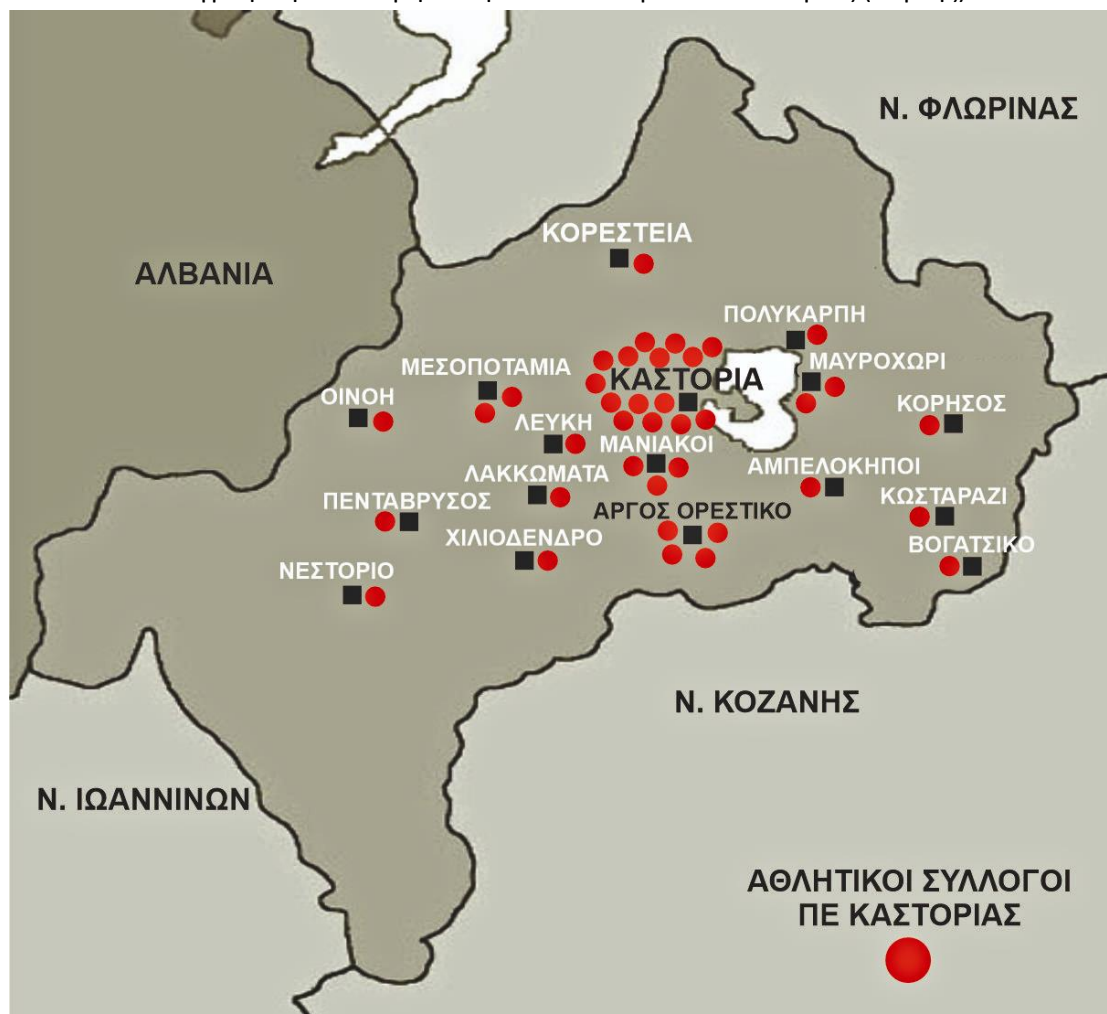 Ν. ΦΛΩΡΙΝΑΣ
ΚΟΡΕΣΤΕΙΑ
ΑΛΒΑΝΙΑ
ΠΟΛΥΚΑΡΠΗ
ΜΑΥΡΟΧΩΡΙ
ΜΕΣΟΠΟΤΑΜΙΑ
ΚΑΣΤΟΡΙΑ
ΟΙΝΟΗ
ΚΟΡΗΣΟΣ
ΛΕΥΚΗ
ΜΑΝΙΑΚΟΙ
ΑΜΠΕΛΟΚΗΠΟΙ
ΛΑΚΚΩΜΑΤΑ
ΚΩΣΤΑΡΑΖΙ
ΠΕΝΤΑΒΡΥΣΟΣ
ΑΡΓΟΣ ΟΡΕΣΤΙΚΟ
ΧΙΛΙΟΔΕΝΔΡΟ
ΒΟΓΑΤΣΙΚΟ
ΝΕΣΤΟΡΙΟ
Ν. ΚΟΖΑΝΗΣ
Ν. ΙΩΑΝΝΙΝΩΝ
ΑΘΛΗΤΙΚΟΙ ΣΥΛΛΟΓΟΙ
ΠΕ ΚΑΣΤΟΡΙΑΣ